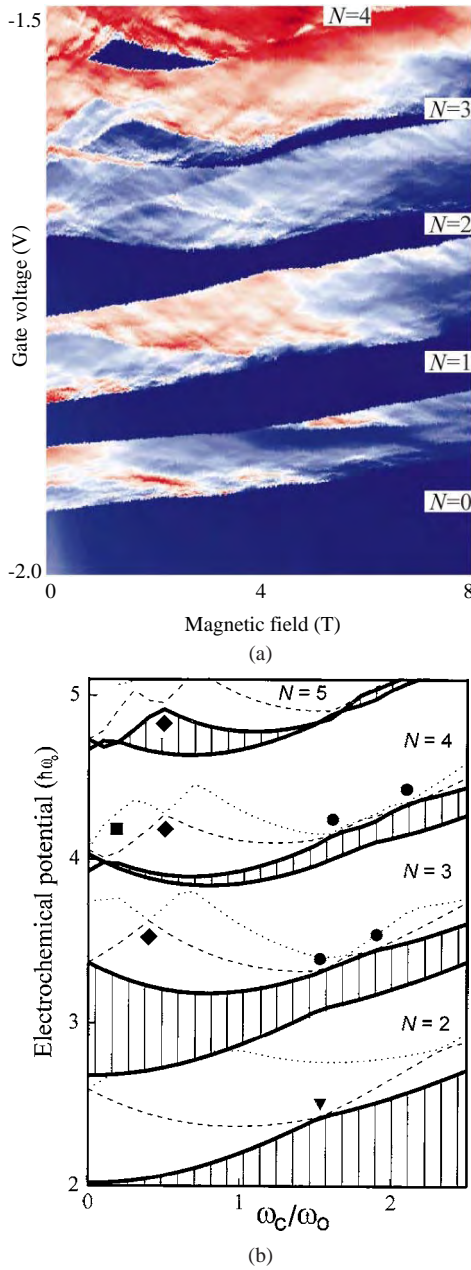 -1.5
N=4
N=3
N=2
Gate voltage (V)
N=1
N=0
-2.0
0
4
8
Magnetic field (T)
(a)
5
N = 5
N = 4
4
N = 3
Electrochemical potential (ħω₀)
3
N = 2
2
0
1
2
ωC/ωO
(b)